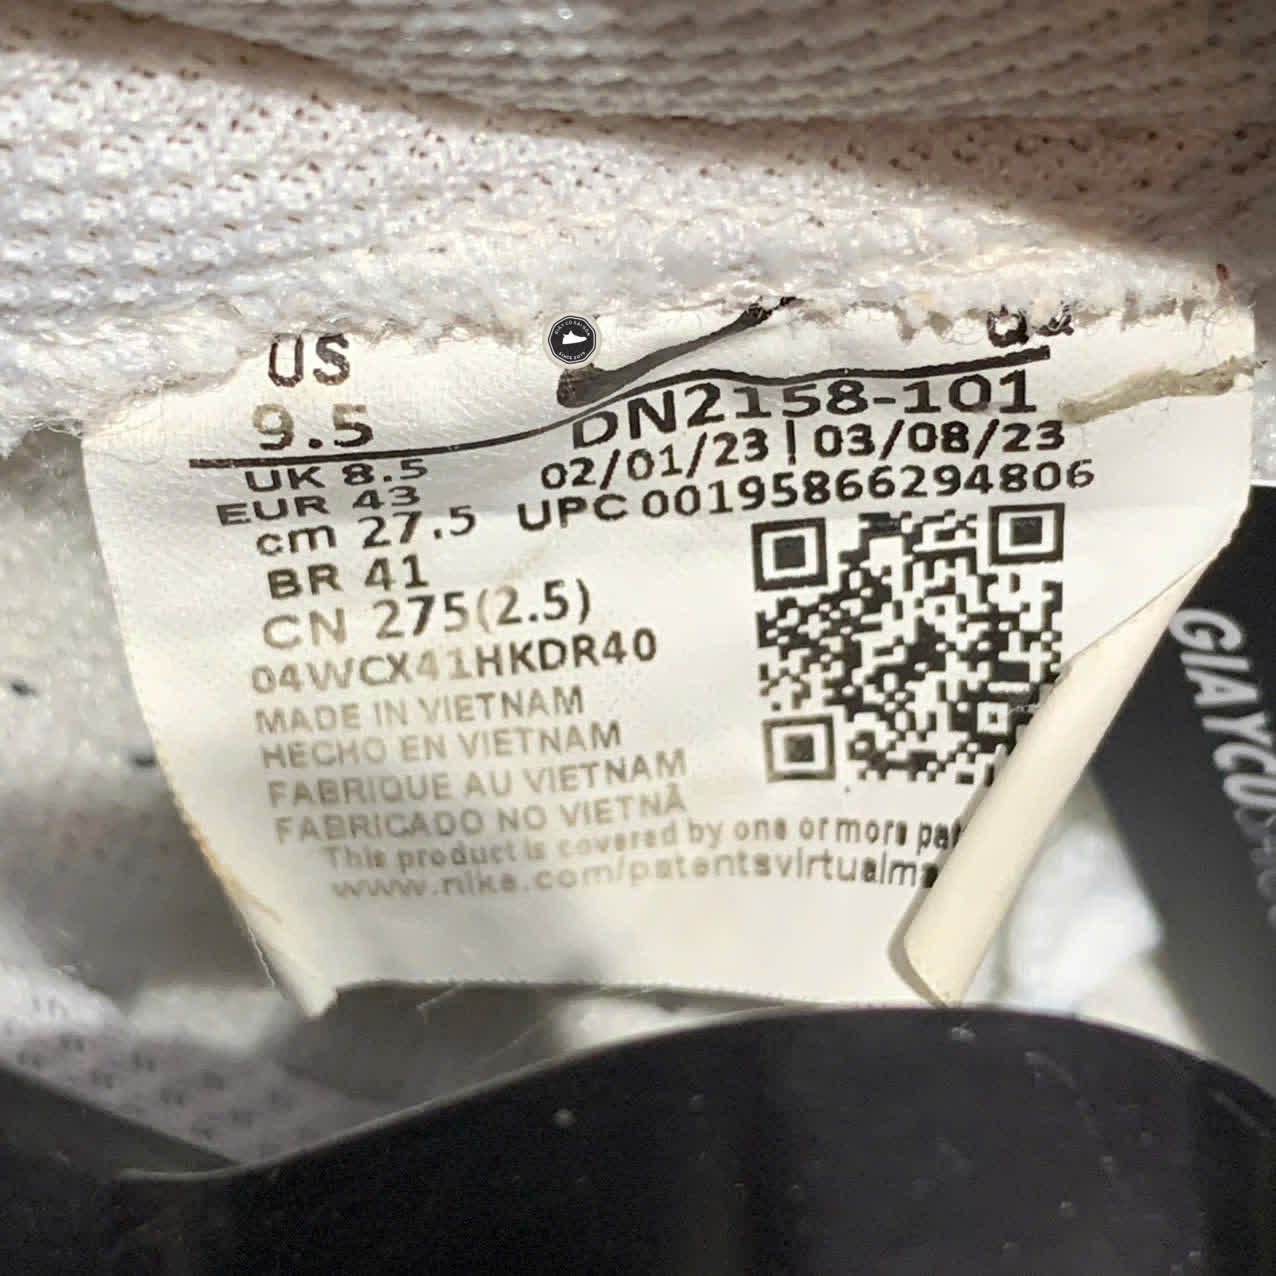 US
9.5
DN2158-101
02/01/23 | 03/08/23
UPC 00195866294806
UK 8.5
EUR 43
cm 27.5
BR 41
CN 275(2.5)
04WCX41HKDR40
MADE IN VIETNAM
HECHO EN VIETNAM
FABRIQUE AU VIETNAM
FABRICADO NO VIETNÃ
This product is covered by one or more
www.nike.com/patentsvirtualma
SINCE 2019